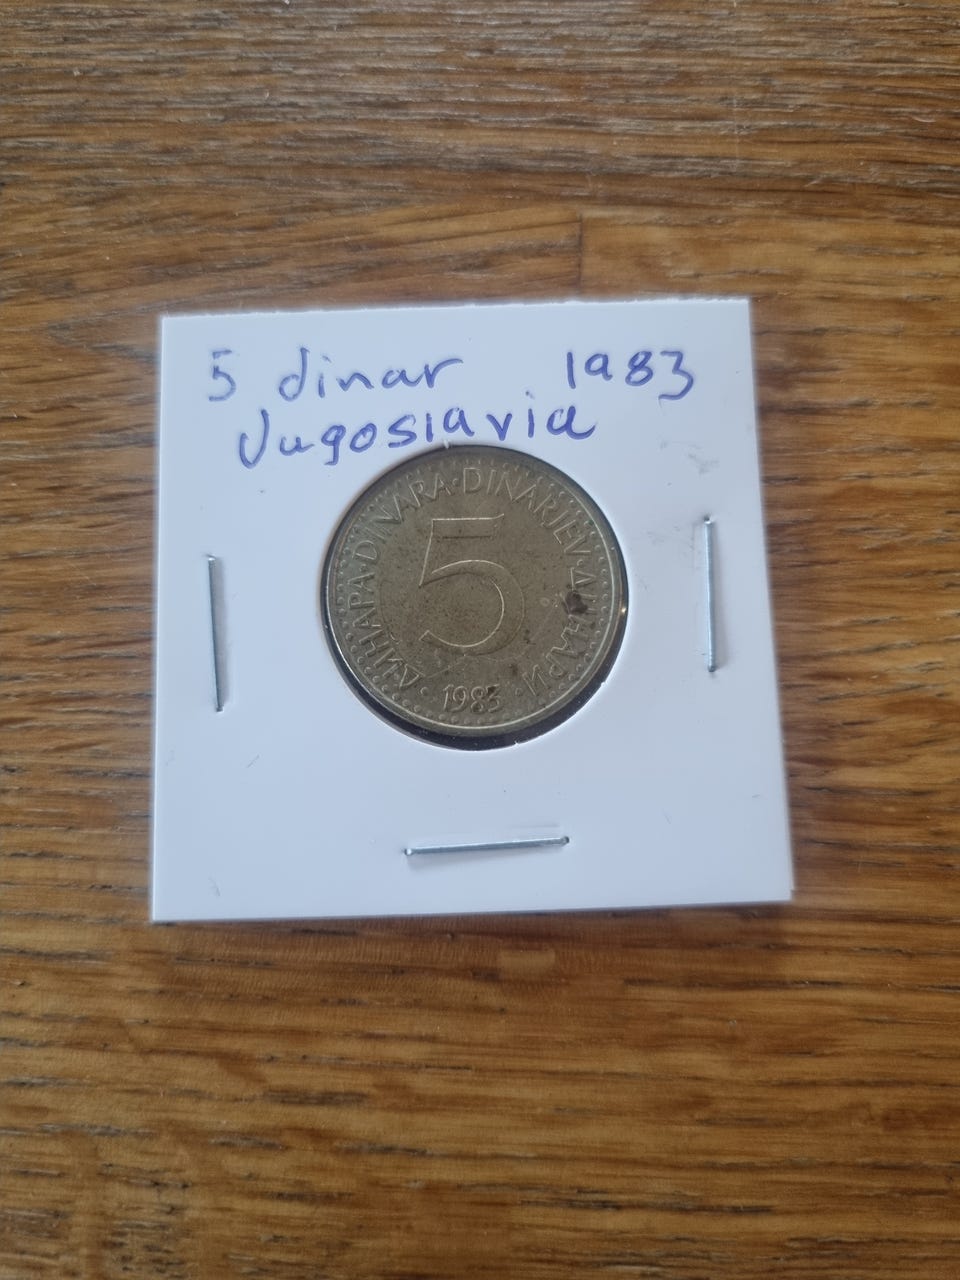 5 dinar 1983
Jugoslavia
ДИНАРА·DINARA·DINARJEV·ДИНАРИ
5
·1983·